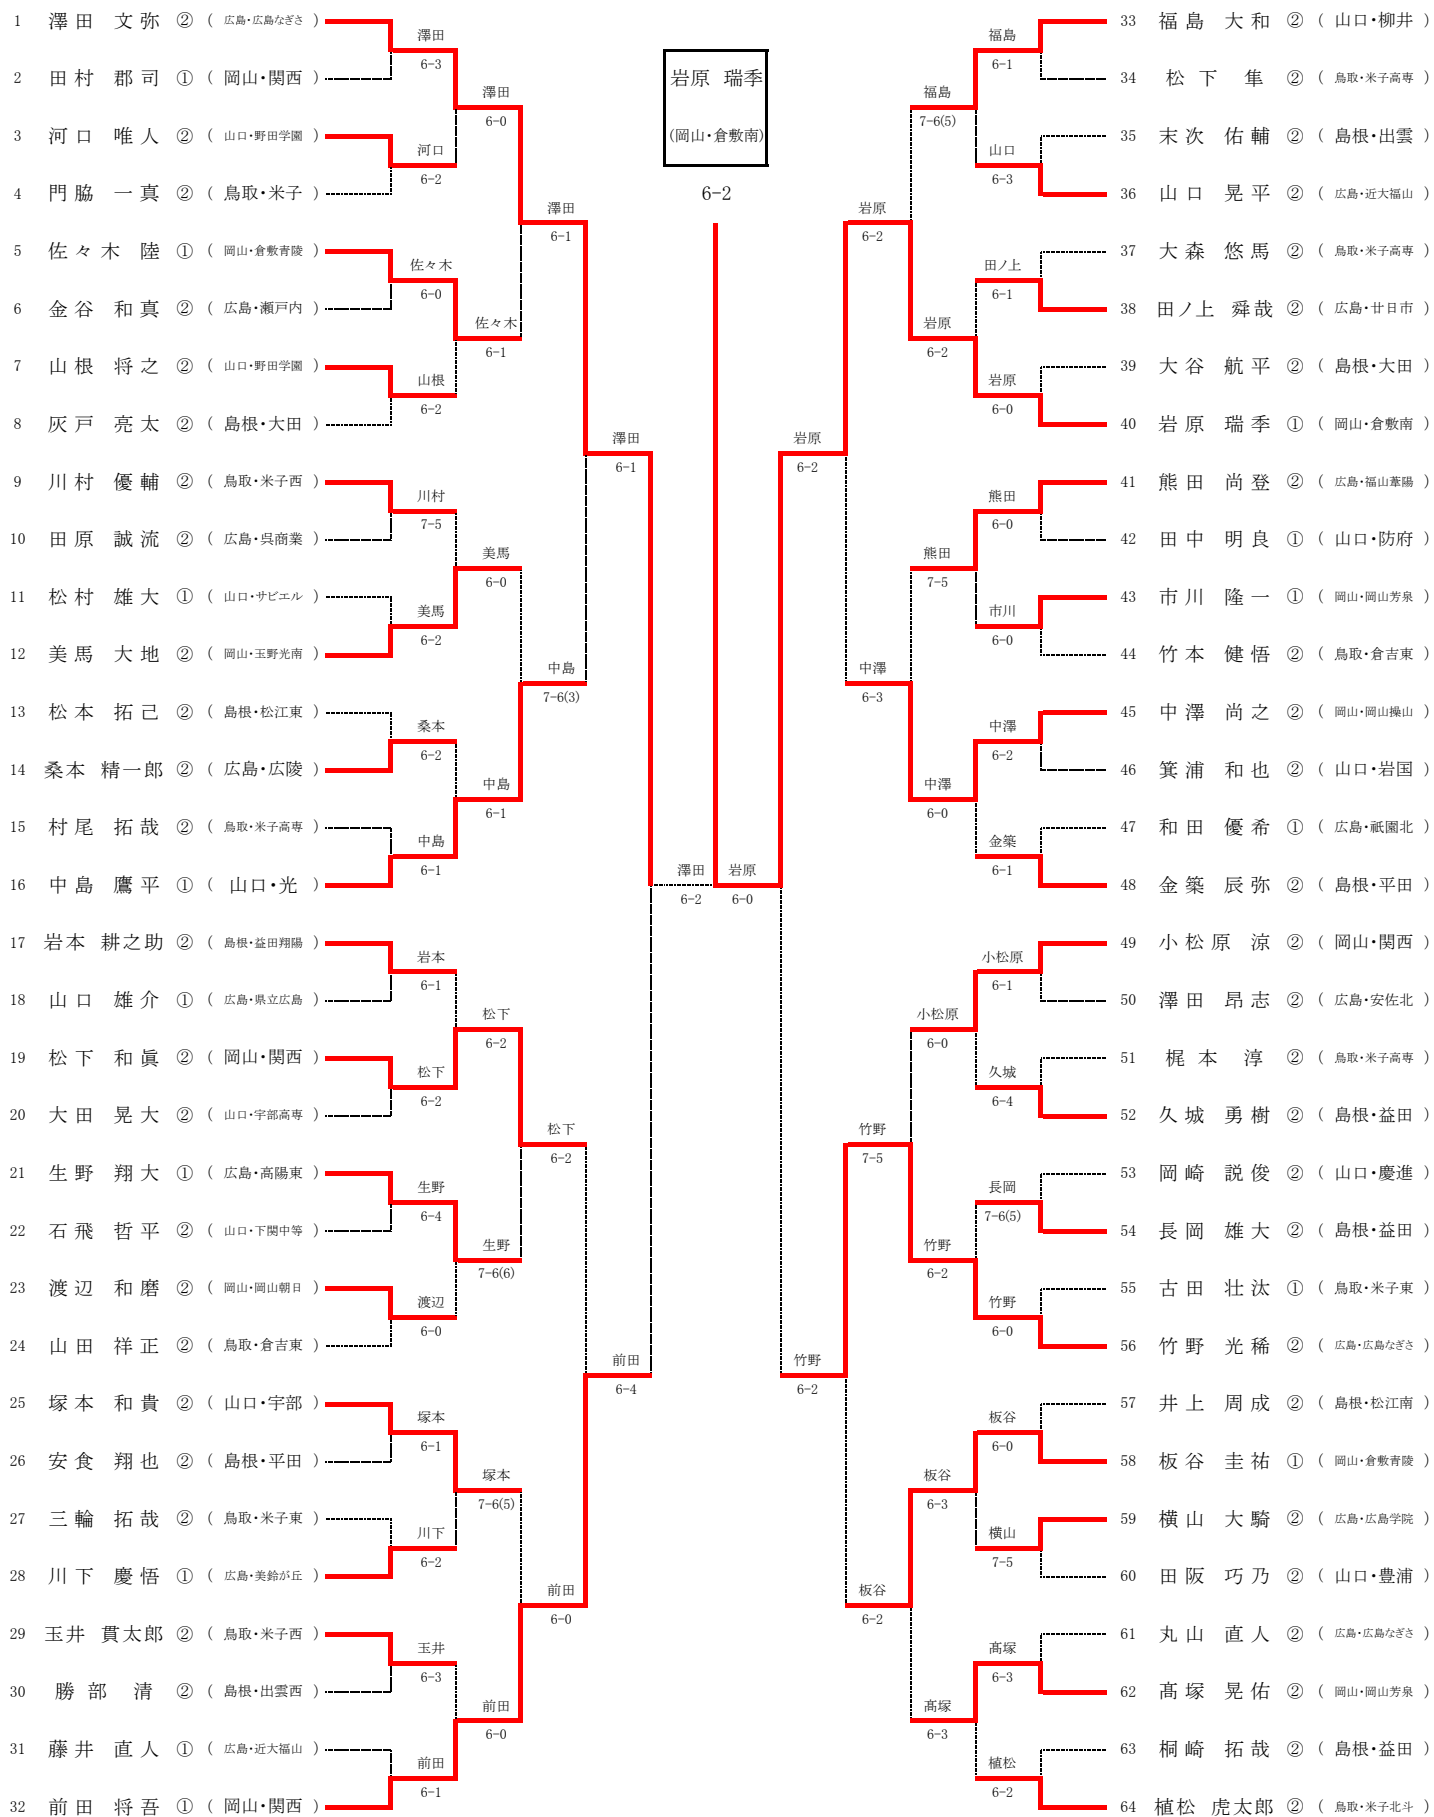 1 澤田 文弥 ② ( 広島・広島なぎさ )
2 田村 郡司 ① ( 岡山・関西 )
3 河口 唯人 ② ( 山口・野田学園 )
4 門脇 一真 ② ( 鳥取・米子 )
5 佐々木 陸 ① ( 岡山・倉敷青陵 )
6 金谷 和真 ② ( 広島・瀬戸内 )
7 山根 将之 ② ( 山口・野田学園 )
8 灰戸 亮太 ② ( 島根・大田 )
9 川村 優輔 ② ( 鳥取・米子西 )
10 田原 誠流 ② ( 広島・呉商業 )
11 松村 雄大 ① ( 山口・サビエル )
12 美馬 大地 ② ( 岡山・玉野光南 )
13 松本 拓己 ② ( 島根・松江東 )
14 桑本 精一郎 ② ( 広島・広陵 )
15 村尾 拓哉 ② ( 鳥取・米子高専 )
16 中島 鷹平 ① ( 山口・光 )
17 岩本 耕之助 ② ( 島根・益田翔陽 )
18 山口 雄介 ① ( 広島・県立広島 )
19 松下 和眞 ② ( 岡山・関西 )
20 大田 晃大 ② ( 山口・宇部高専 )
21 生野 翔大 ① ( 広島・高陽東 )
22 石飛 哲平 ② ( 山口・下関中等 )
23 渡辺 和磨 ② ( 岡山・岡山朝日 )
24 山田 祥正 ② ( 鳥取・倉吉東 )
25 塚本 和貴 ② ( 山口・宇部 )
26 安食 翔也 ② ( 島根・平田 )
27 三輪 拓哉 ② ( 鳥取・米子東 )
28 川下 慶悟 ① ( 広島・美鈴が丘 )
29 玉井 貫太郎 ② ( 鳥取・米子西 )
30 勝部 清 ② ( 島根・出雲西 )
31 藤井 直人 ① ( 広島・近大福山 )
32 前田 将吾 ① ( 岡山・関西 )
澤田
6-3
河口
6-2
佐々木
6-0
山根
6-2
川村
7-5
美馬
6-2
桑本
6-2
中島
6-1
岩本
6-1
松下
6-2
生野
6-4
渡辺
6-0
塚本
6-1
川下
6-2
玉井
6-3
前田
6-1
澤田
6-0
佐々木
6-1
美馬
6-0
中島
6-1
松下
6-2
生野
7-6(6)
塚本
7-6(5)
前田
6-0
澤田
6-1
中島
7-6(3)
松下
6-2
前田
6-0
澤田
6-1
前田
6-4
澤田
6-2
岩原 瑞季
(岡山・倉敷南)
6-2
岩原
6-0
岩原
6-2
竹野
6-2
岩原
6-2
中澤
6-3
竹野
7-5
板谷
6-2
福島
7-6(5)
岩原
6-2
熊田
7-5
中澤
6-0
小松原
6-0
竹野
6-2
板谷
6-3
髙塚
6-3
福島
6-1
山口
6-3
田ノ上
6-1
岩原
6-0
熊田
6-0
市川
6-0
中澤
6-2
金築
6-1
小松原
6-1
久城
6-4
長岡
7-6(5)
竹野
6-0
板谷
6-0
横山
7-5
髙塚
6-3
植松
6-2
33 福島 大和 ② ( 山口・柳井 )
34 松下 隼 ② ( 鳥取・米子高専 )
35 末次 佑輔 ② ( 島根・出雲 )
36 山口 晃平 ② ( 広島・近大福山 )
37 大森 悠馬 ② ( 鳥取・米子高専 )
38 田ノ上 舜哉 ② ( 広島・廿日市 )
39 大谷 航平 ② ( 島根・大田 )
40 岩原 瑞季 ① ( 岡山・倉敷南 )
41 熊田 尚登 ② ( 広島・福山葦陽 )
42 田中 明良 ① ( 山口・防府 )
43 市川 隆一 ① ( 岡山・岡山芳泉 )
44 竹本 健悟 ② ( 鳥取・倉吉東 )
45 中澤 尚之 ② ( 岡山・岡山操山 )
46 箕浦 和也 ② ( 山口・岩国 )
47 和田 優希 ① ( 広島・祇園北 )
48 金築 辰弥 ② ( 島根・平田 )
49 小松原 涼 ② ( 岡山・関西 )
50 澤田 昂志 ② ( 広島・安佐北 )
51 梶本 淳 ② ( 鳥取・米子高専 )
52 久城 勇樹 ② ( 島根・益田 )
53 岡崎 説俊 ② ( 山口・慶進 )
54 長岡 雄大 ② ( 島根・益田 )
55 古田 壮汰 ① ( 鳥取・米子東 )
56 竹野 光稀 ② ( 広島・広島なぎさ )
57 井上 周成 ② ( 島根・松江南 )
58 板谷 圭祐 ① ( 岡山・倉敷青陵 )
59 横山 大騎 ② ( 広島・広島学院 )
60 田阪 巧乃 ② ( 山口・豊浦 )
61 丸山 直人 ② ( 広島・広島なぎさ )
62 髙塚 晃佑 ② ( 岡山・岡山芳泉 )
63 桐崎 拓哉 ② ( 島根・益田 )
64 植松 虎太郎 ② ( 鳥取・米子北斗 )